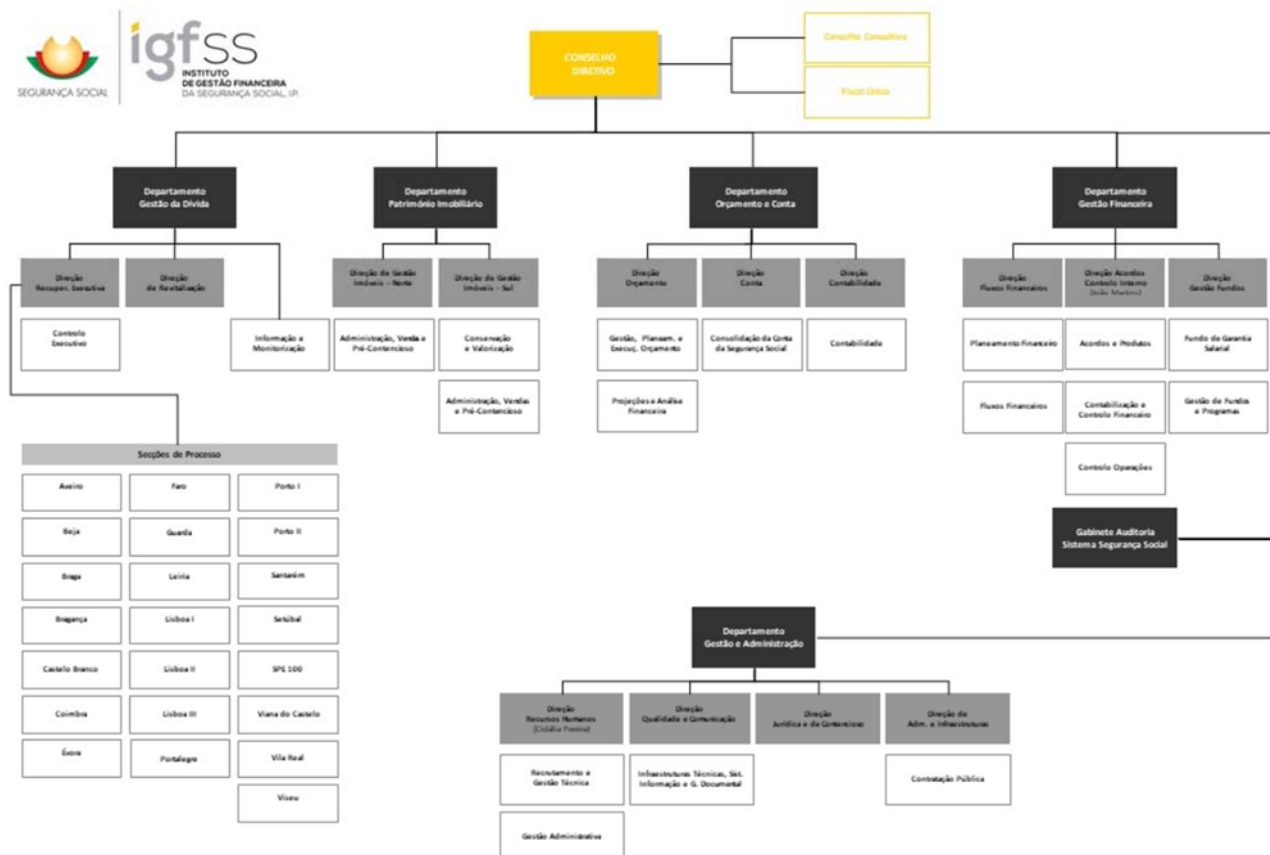 SEGURANÇA SOCIAL
igfss
INSTITUTO
DE GESTÃO FINANCEIRA
DA SEGURANÇA SOCIAL, I.P.
CONSELHO
DIRECTIVO
Conselho Consultivo
Fiscal Único
Departamento
Gestão da Dívida
Departamento
Património Imobiliário
Departamento
Orçamento e Conta
Departamento
Gestão Financeira
Direção
Recuper. Executiva
Direção
de Revitalização
Direção de Gestão
Imóveis – Norte
Direção de Gestão
Imóveis – Sul
Direção
Orçamento
Direção
Conta
Direção
Contabilidade
Direção
Fluxos Financeiros
Direção Acordos
Controlo Interno
(João Martins)
Direção
Gestão Fundos
Controlo
Executivo
Informação e
Monitorização
Administração, Venda e
Pré-Contencioso
Conservação
e Valorização
Gestão, Planeam. e
Execuç. Orçamento
Consolidação da Conta
da Segurança Social
Contabilidade
Planeamento Financeiro
Acordos e Produtos
Fundo de Garantia
Salarial
Administração, Vendas
e Pré-Contencioso
Projeções e Análise
Financeira
Fluxos Financeiros
Contabilização e
Controlo Financeiro
Gestão de Fundos
e Programas
Controlo Operações
Secções de Processo
Aveiro
Faro
Porto I
Beja
Guarda
Porto II
Braga
Leiria
Santarém
Bragança
Lisboa I
Setúbal
Castelo Branco
Lisboa II
SPE 100
Coimbra
Lisboa III
Viana do Castelo
Évora
Portalegre
Vila Real
Viseu
Gabinete Auditoria
Sistema Segurança Social
Departamento
Gestão e Administração
Direção
Recursos Humanos
Direção
Qualidade e Comunicação
Direção
Jurídica e de Contencioso
Direção de
Adm. e Infraestruturas
Recrutamento e
Gestão Técnica
Infraestruturas Técnicas, Sist.
Informação e G. Documental
Contratação Pública
Gestão Administrativa